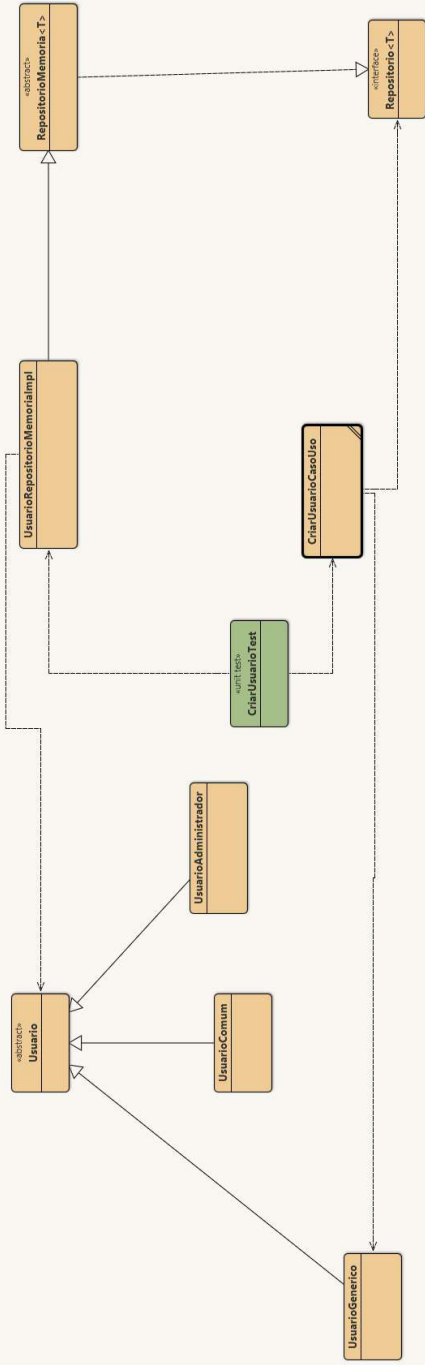 «abstract»
Usuario
UsuarioRepositorioMemoriaImpl
«abstract»
RepositorioMemoria<T>
UsuarioComum
UsuarioAdministrador
«unit test»
CriarUsuarioTest
UsuarioGenerico
CriarUsuarioCasoUso
«interface»
Repositorio<T>